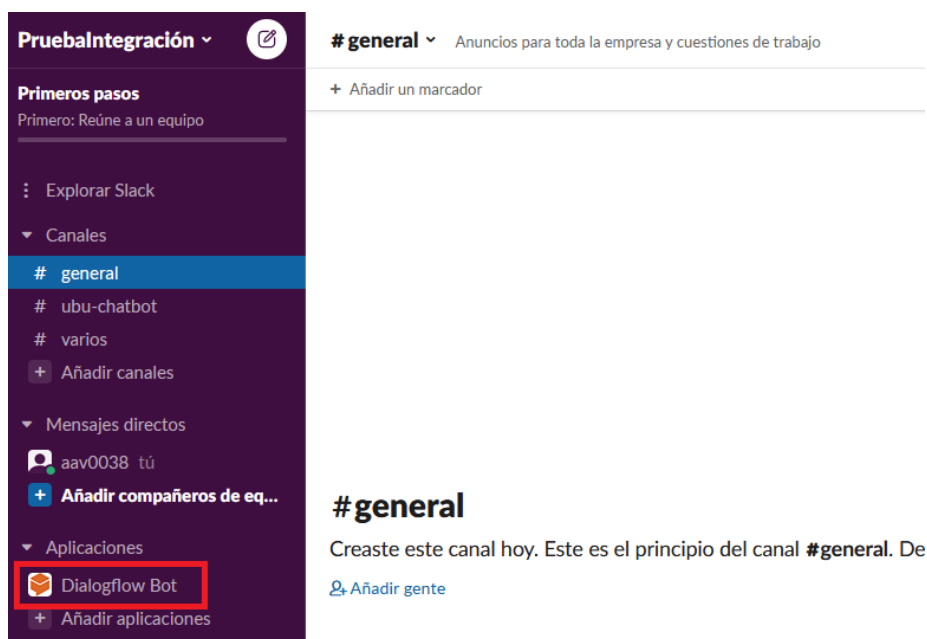 PruebaIntegración
Primeros pasos
Primero: Reúne a un equipo
Explorar Slack
Canales
# general
# ubu-chatbot
# varios
+ Añadir canales
Mensajes directos
aav0038 tú
+ Añadir compañeros de eq...
Aplicaciones
Dialogflow Bot
+ Añadir aplicaciones
# general Anuncios para toda la empresa y cuestiones de trabajo
+ Añadir un marcador
#general
Creaste este canal hoy. Este es el principio del canal #general. De
Añadir gente